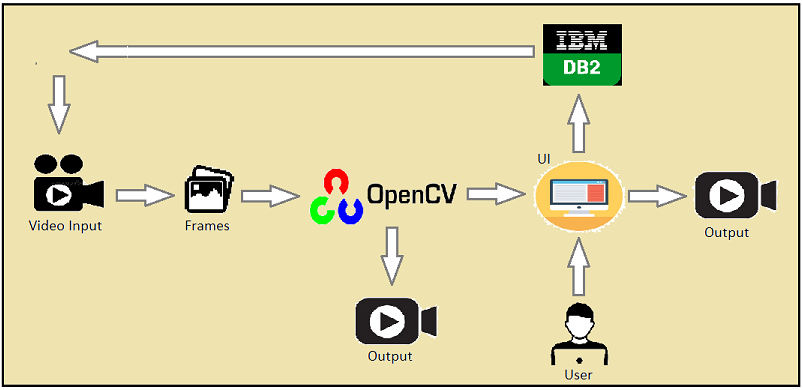 IBM
DB2
UI
OpenCV
Video Input
Frames
Output
Output
User